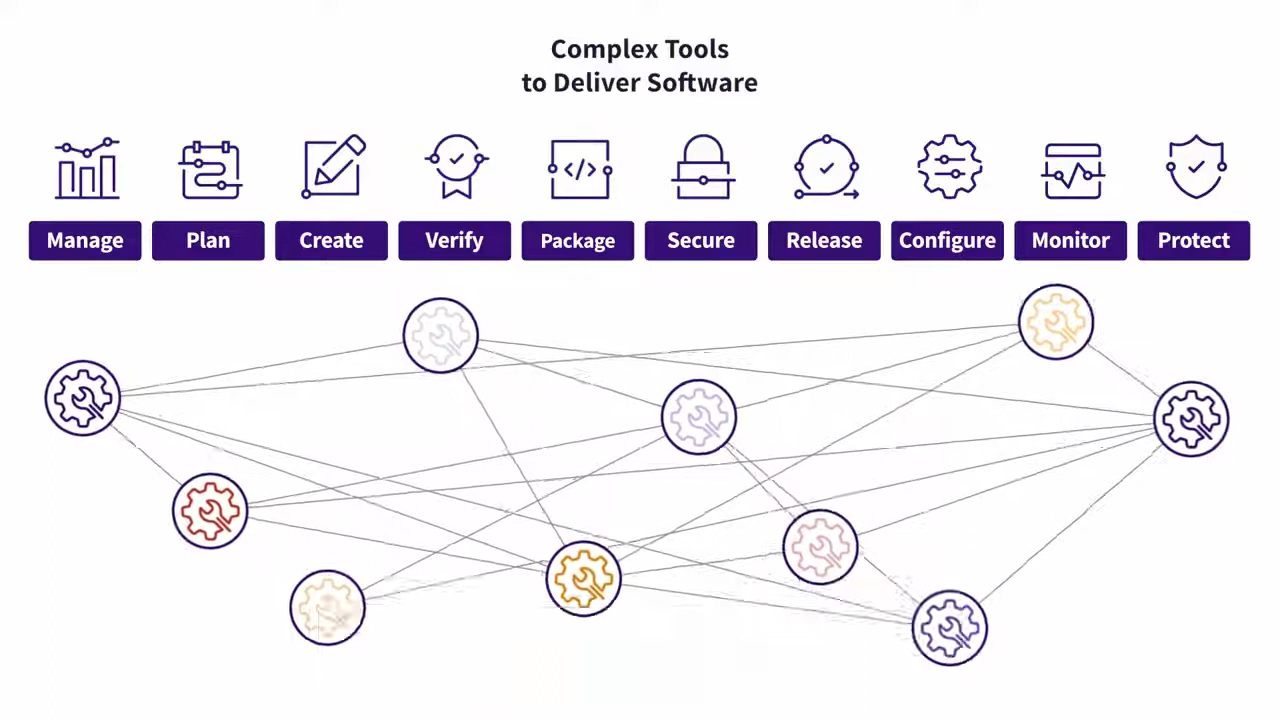 Complex Tools
to Deliver Software
Manage
Plan
Create
Verify
Package
Secure
Release
Configure
Monitor
Protect